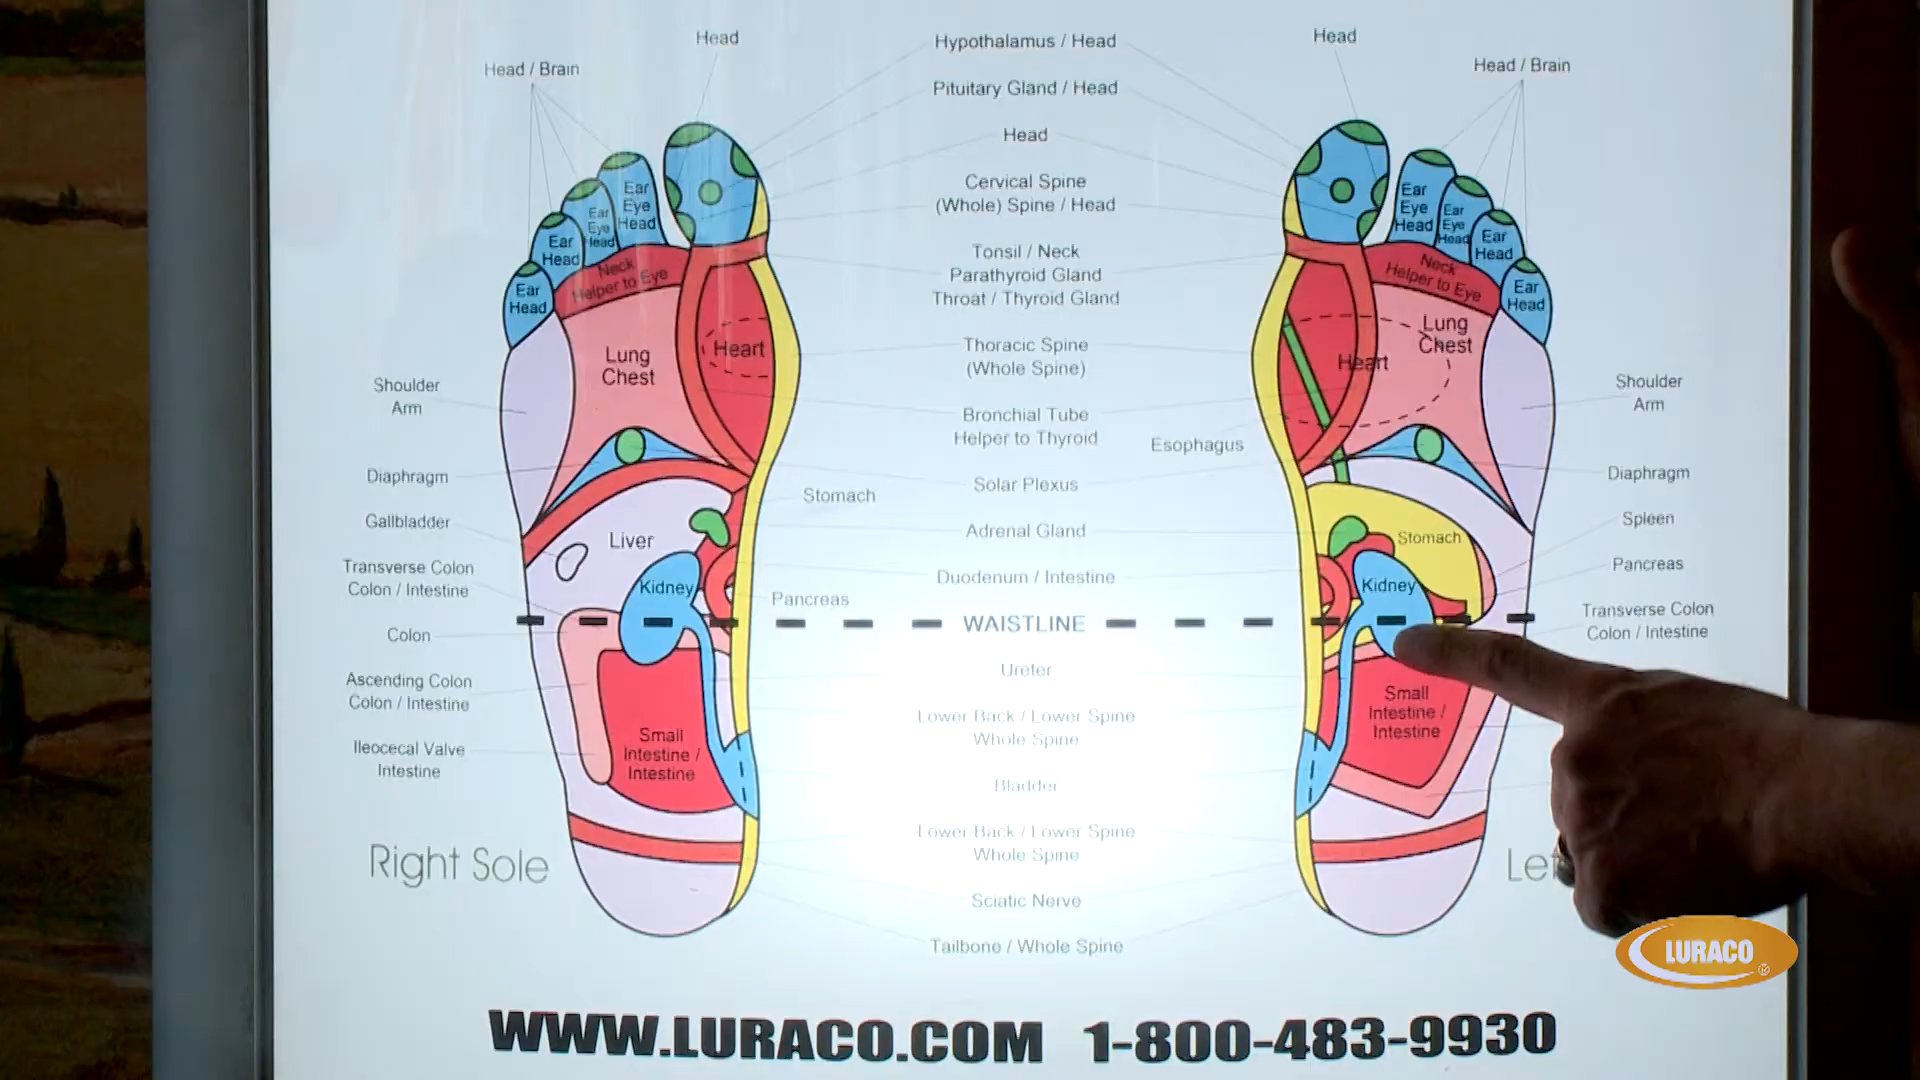 Head
Hypothalamus / Head
Head
Head / Brain
Head / Brain
Pituitary Gland / Head
Head
Cervical Spine
(Whole) Spine / Head
Tonsil / Neck
Parathyroid Gland
Throat / Thyroid Gland
Thoracic Spine
(Whole Spine)
Bronchial Tube
Helper to Thyroid
Esophagus
Solar Plexus
Stomach
Adrenal Gland
Duodenum / Intestine
Pancreas
WAISTLINE
Ureter
Lower Back / Lower Spine
Whole Spine
Bladder
Lower Back / Lower Spine
Whole Spine
Sciatic Nerve
Tailbone / Whole Spine
Shoulder
Arm
Diaphragm
Gallbladder
Transverse Colon
Colon / Intestine
Colon
Ascending Colon
Colon / Intestine
Ileocecal Valve
Intestine
Right Sole
Ear
Eye
Head
Ear
Eye
Head
Ear
Head
Ear
Head
Neck
Helper to Eye
Lung
Chest
Heart
Liver
Kidney
Small
Intestine /
Intestine
Ear
Eye
Head
Ear
Eye
Head
Ear
Head
Ear
Head
Neck
Helper to Eye
Lung
Chest
Heart
Stomach
Kidney
Small
Intestine /
Intestine
Shoulder
Arm
Diaphragm
Spleen
Pancreas
Transverse Colon
Colon / Intestine
LURACO
WWW.LURACO.COM 1-800-483-9930